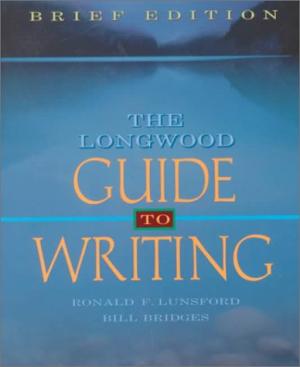 BRIEF EDITION
THE
LONGWOOD
GUIDE
TO
WRITING
RONALD F. LUNSFORD
BILL BRIDGES